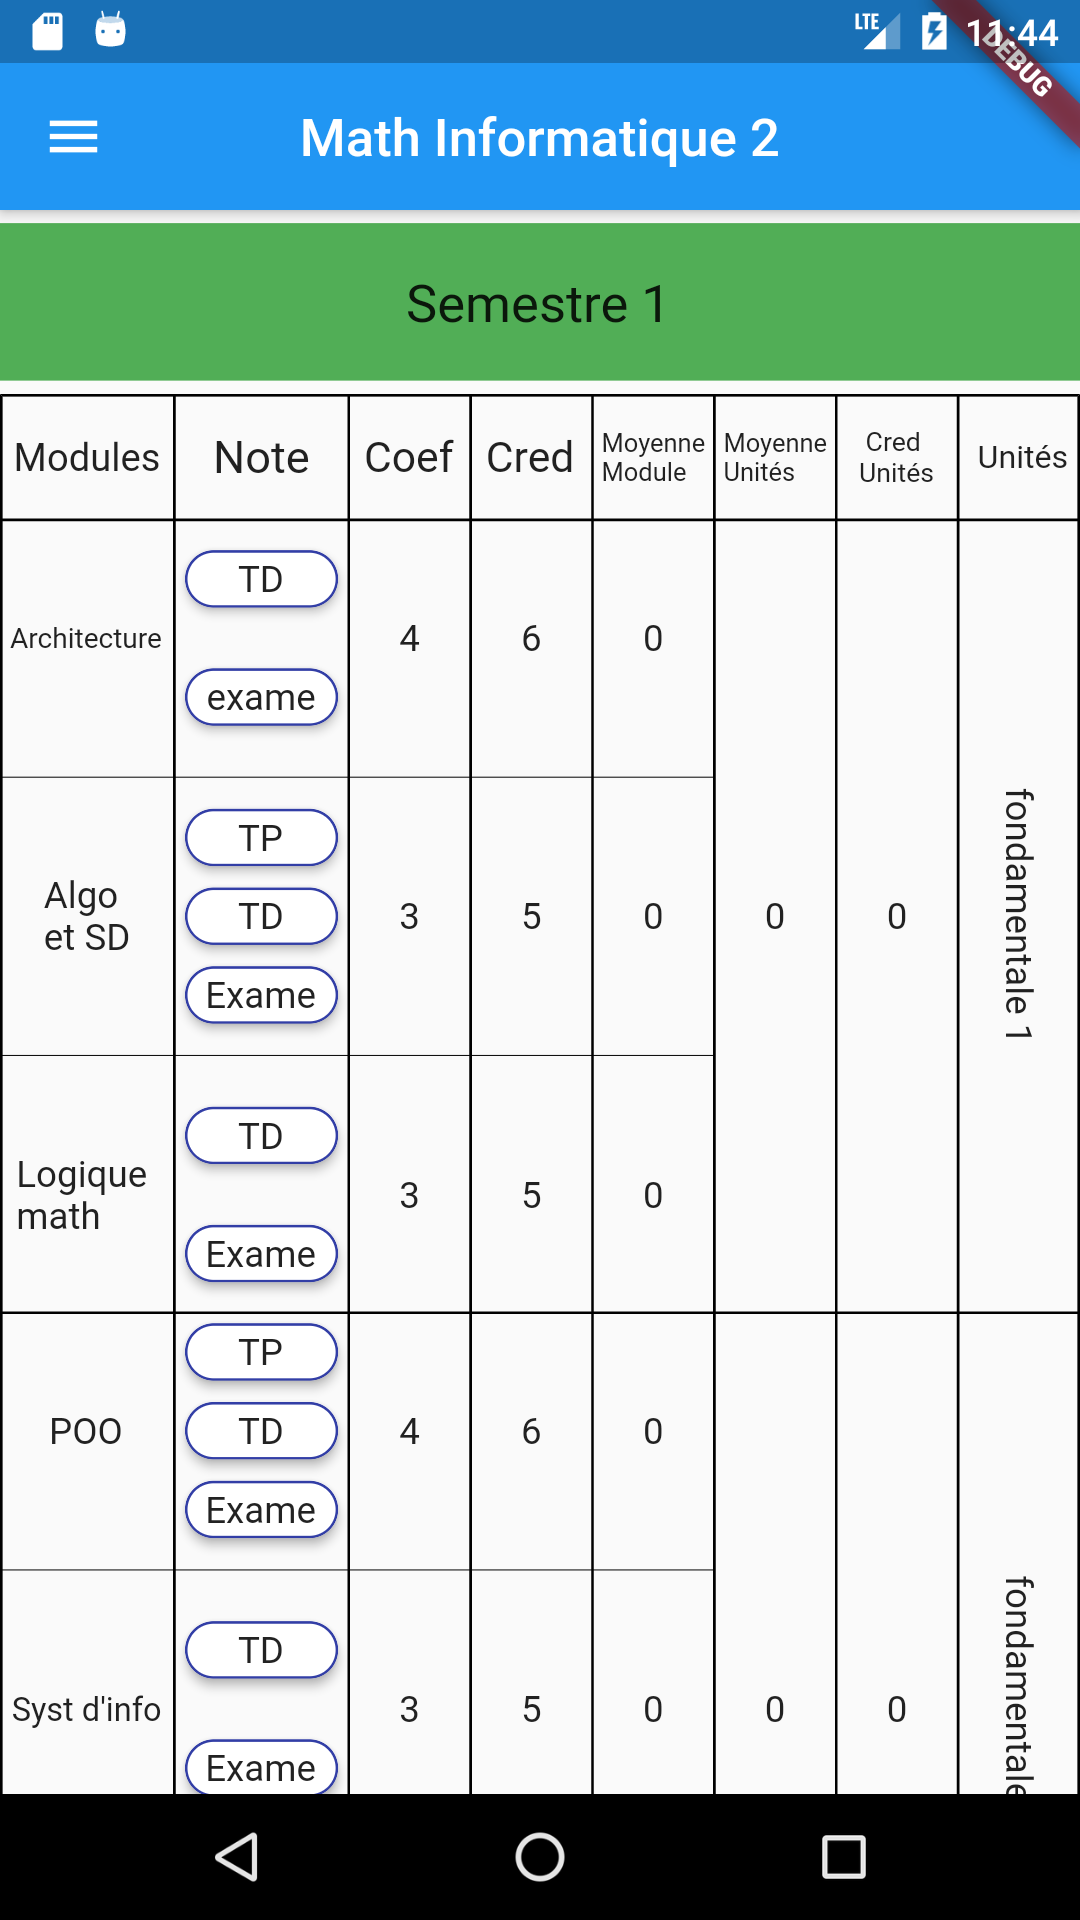 LTE 11:44
DEBUG
Math Informatique 2
Semestre 1
Modules Note Coef Cred Moyenne Module Moyenne Unités Cred Unités Unités
Architecture
TD
exame
4 6 0
Algo
et SD
TP
TD
Exame
3 5 0 0 0
fondamentale 1
Logique
math
TD
Exame
3 5 0
POO
TP
TD
Exame
4 6 0
Syst d'info
TD
Exame
3 5 0 0 0
fondamentale